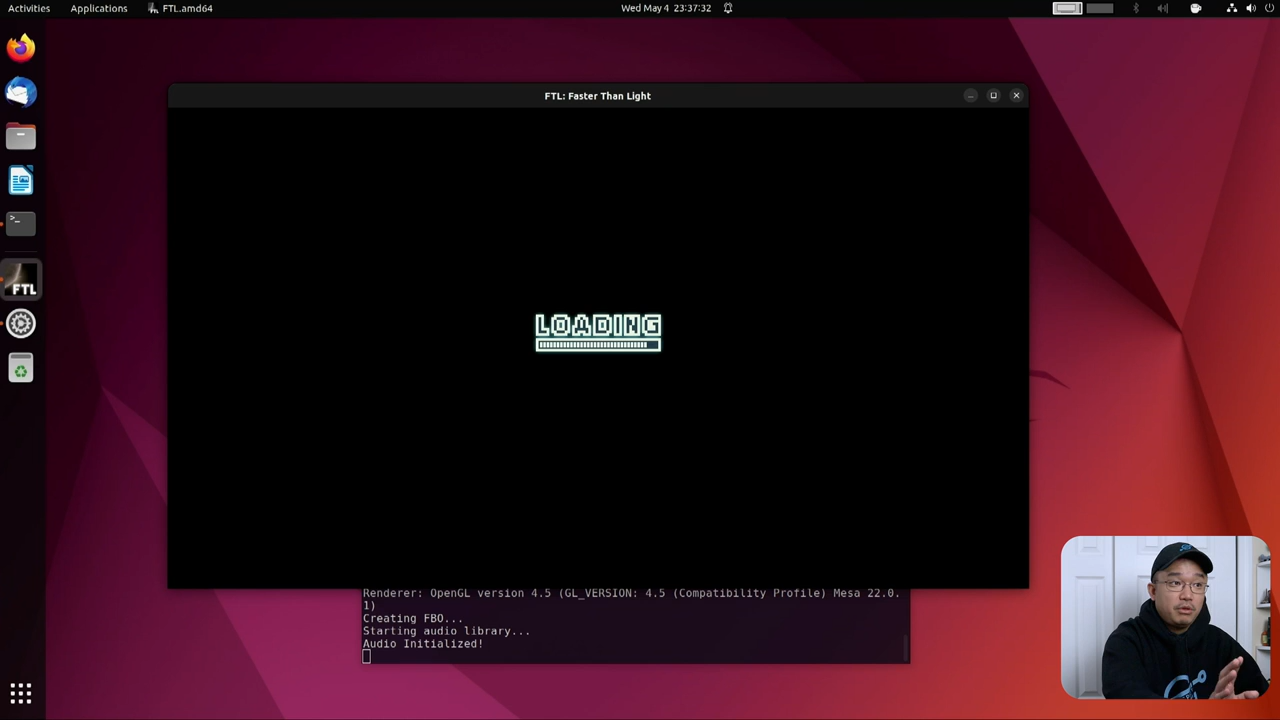 Activities
Applications
FTL.amd64
Wed May 4 23:37:32
FTL: Faster Than Light
>_
FTL
LOADING
Renderer: OpenGL version 4.5 (GL_VERSION: 4.5 (Compatibility Profile) Mesa 22.0.
1)
Creating FBO...
Starting audio library...
Audio Initialized!